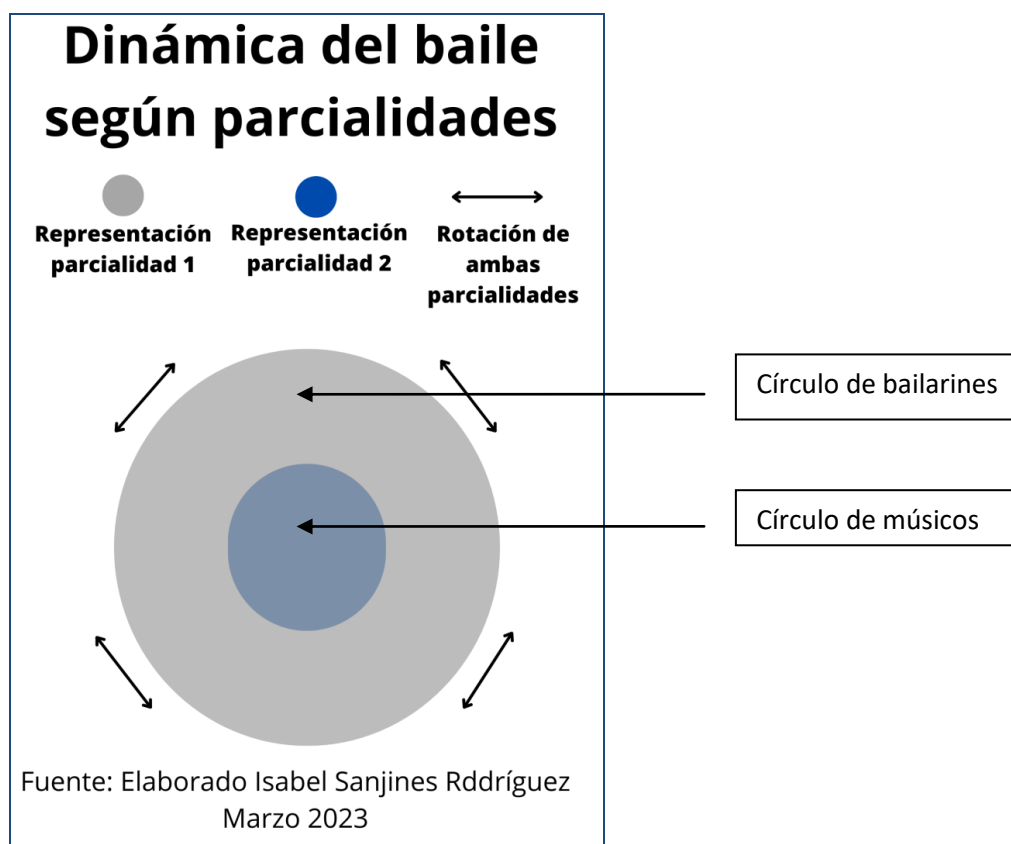 Dinámica del baile
según parcialidades
Representación
parcialidad 1
Representación
parcialidad 2
Rotación de
ambas
parcialidades
Círculo de bailarines
Círculo de músicos
Fuente: Elaborado Isabel Sanjines Rddríguez
Marzo 2023